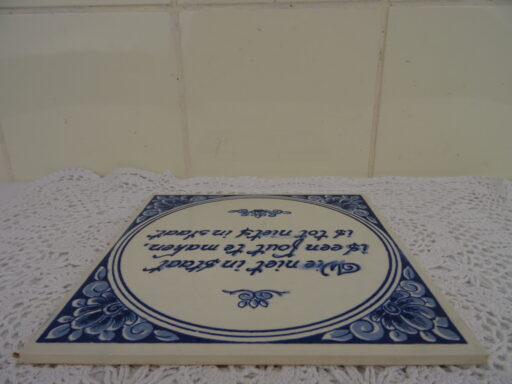 Wie niet in staat
is een fout te maken,
is tot niets in staat